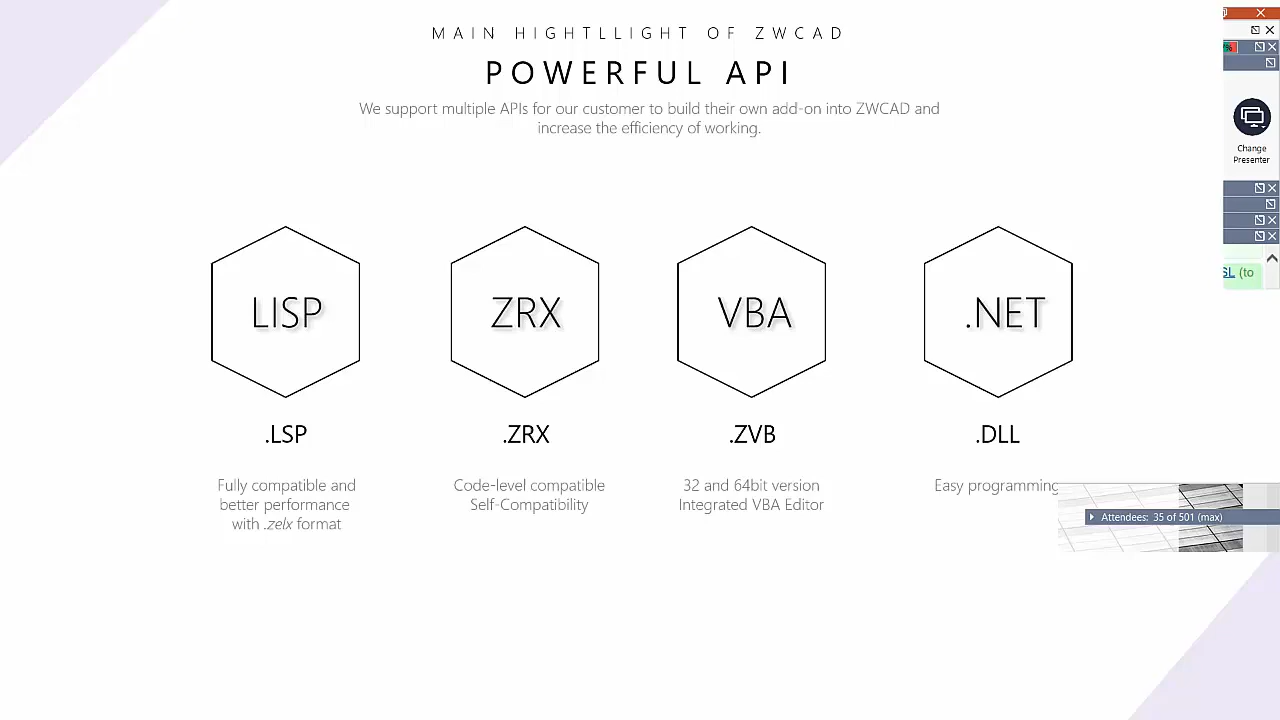 MAIN HIGHTLLIGHT OF ZWCAD
POWERFUL API
We support multiple APIs for our customer to build their own add-on into ZWCAD and
increase the efficiency of working.
LISP
ZRX
VBA
.NET
.LSP
.ZRX
.ZVB
.DLL
Fully compatible and
better performance
with .zelx format
Code-level compatible
Self-Compatibility
32 and 64bit version
Integrated VBA Editor
Easy programming
Change
Presenter
SL (to
Attendees: 35 of 501 (max)